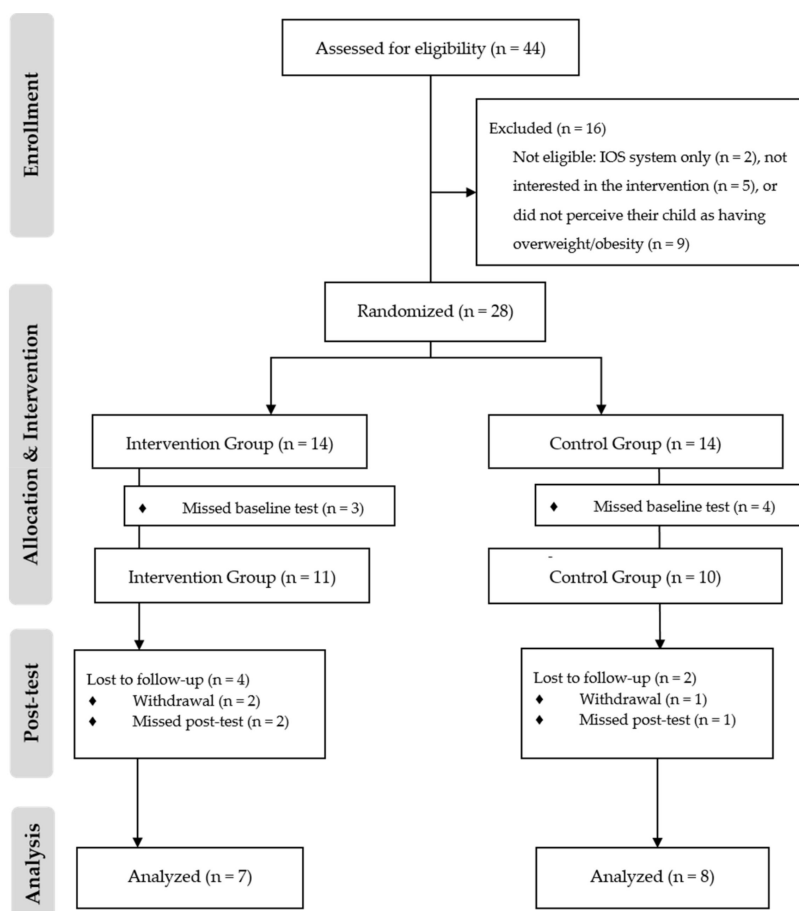 Enrollment
Assessed for eligibility (n = 44)
Excluded (n = 16)
Not eligible: IOS system only (n = 2), not
interested in the intervention (n = 5), or
did not perceive their child as having
overweight/obesity (n = 9)
Allocation & Intervention
Randomized (n = 28)
Intervention Group (n = 14)
Control Group (n = 14)
♦ Missed baseline test (n = 3)
♦ Missed baseline test (n = 4)
Intervention Group (n = 11)
Control Group (n = 10)
Post-test
Lost to follow-up (n = 4)
♦ Withdrawal (n = 2)
♦ Missed post-test (n = 2)
Lost to follow-up (n = 2)
♦ Withdrawal (n = 1)
♦ Missed post-test (n = 1)
Analysis
Analyzed (n = 7)
Analyzed (n = 8)